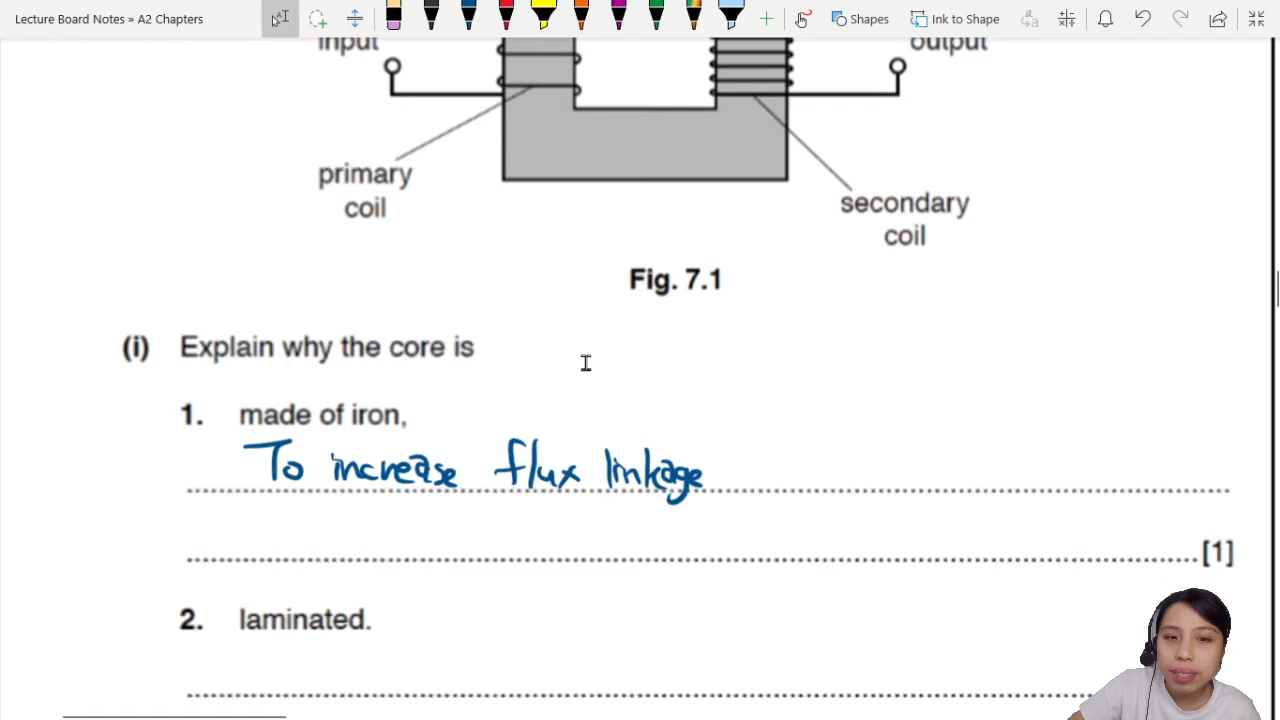 Lecture Board Notes » A2 Chapters
Shapes
Ink to Shape
input
output
primary
coil
secondary
coil
Fig. 7.1
(i) Explain why the core is
1. made of iron,
To increase flux linkage
[1]
2. laminated.